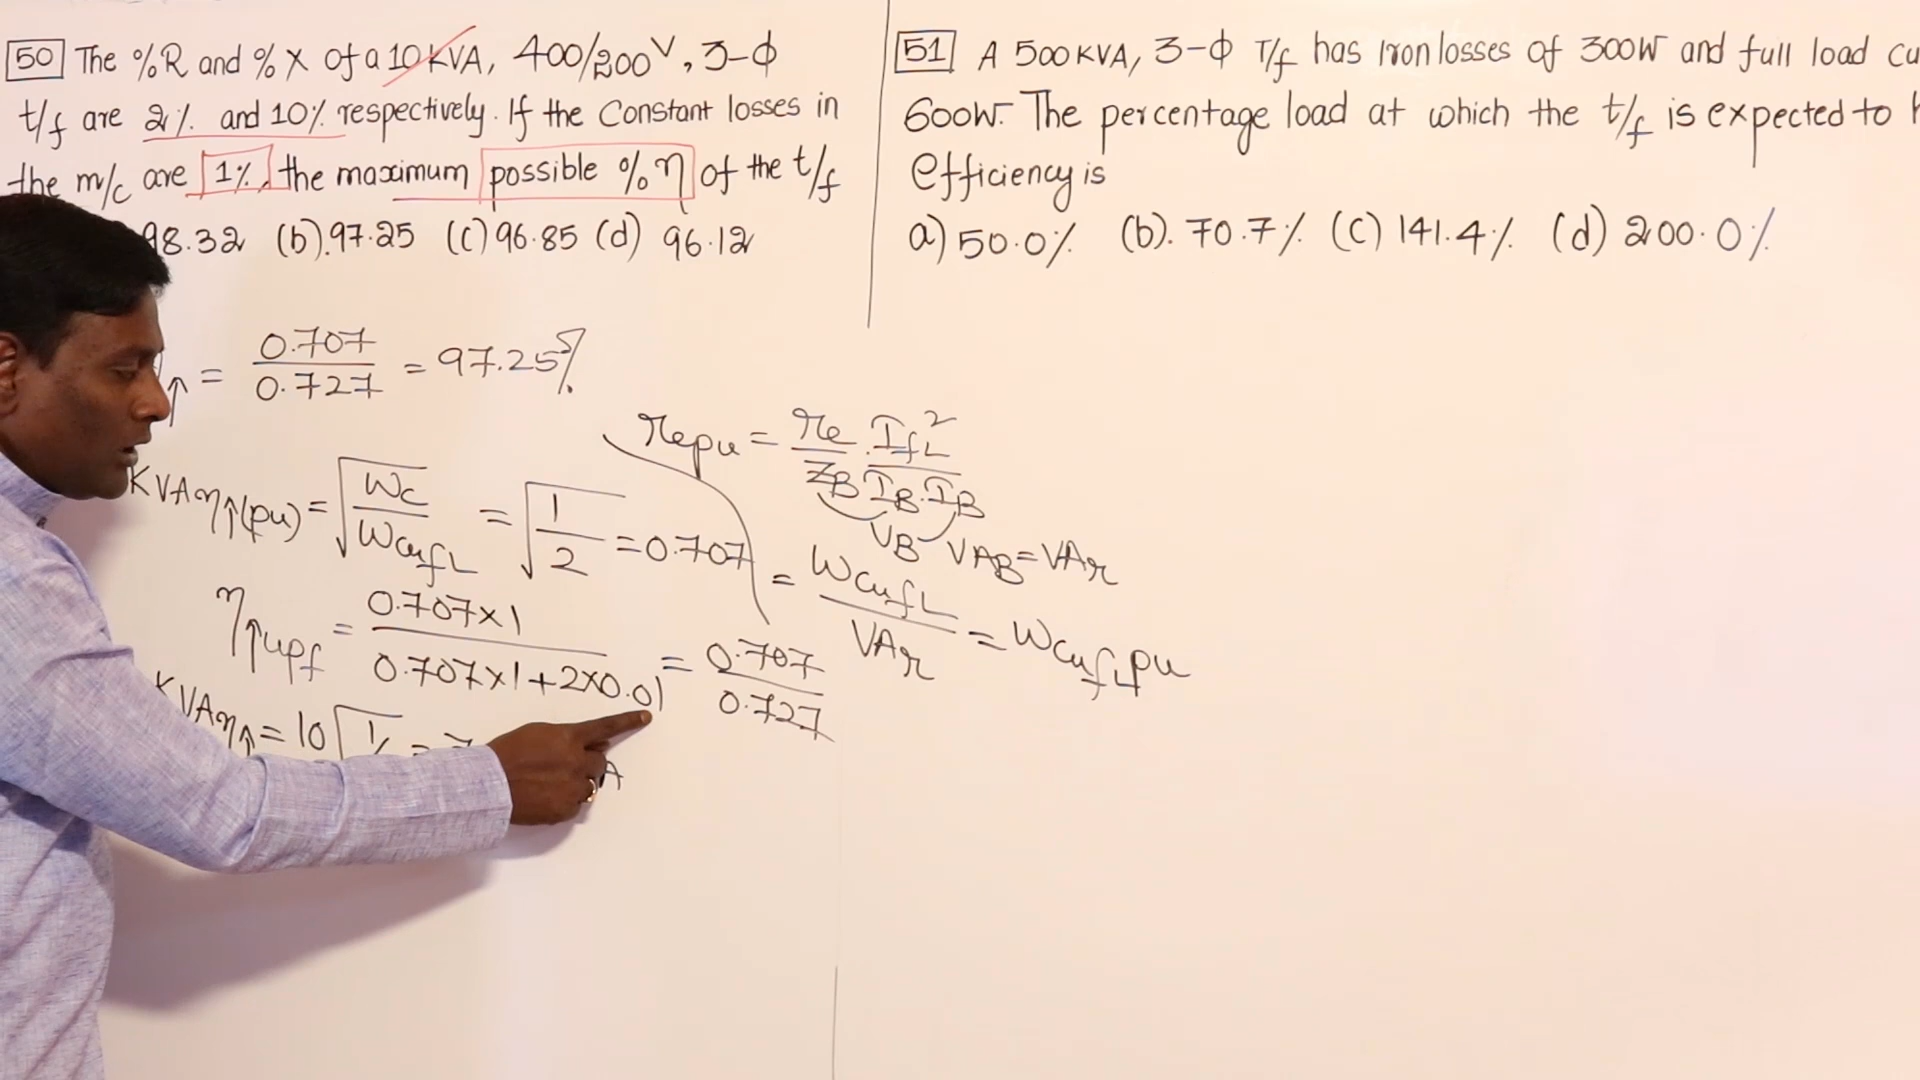 50 The %R and %X of a 10 KVA, 400/200V, 3-Φ
t/f are 2% and 10% respectively. If the Constant losses in
the m/c are 1%, the maximum possible %η of the t/f
98.32 (b).97.25 (c) 96.85 (d) 96.12
51 A 500 KVA, 3-Φ T/f has Iron losses of 300W and full load cu
600W. The percentage load at which the t/f is expected to h
efficiency is
a) 50.0% (b). 70.7% (c) 141.4% (d) 200.0%
↑ = 0.707/0.727 = 97.25%
KVAη↑(pu) = √(Wc/WcufL) = √(1/2) = 0.707
η↑upf = 0.707×1/(0.707×1+2×0.01) = 0.707/0.727
KVAη↑ = 10√1/
A
repu = re/ZB . IfL²/IB.IB
VB VAB = VAr
= WcufL/VAr = WcufLpu